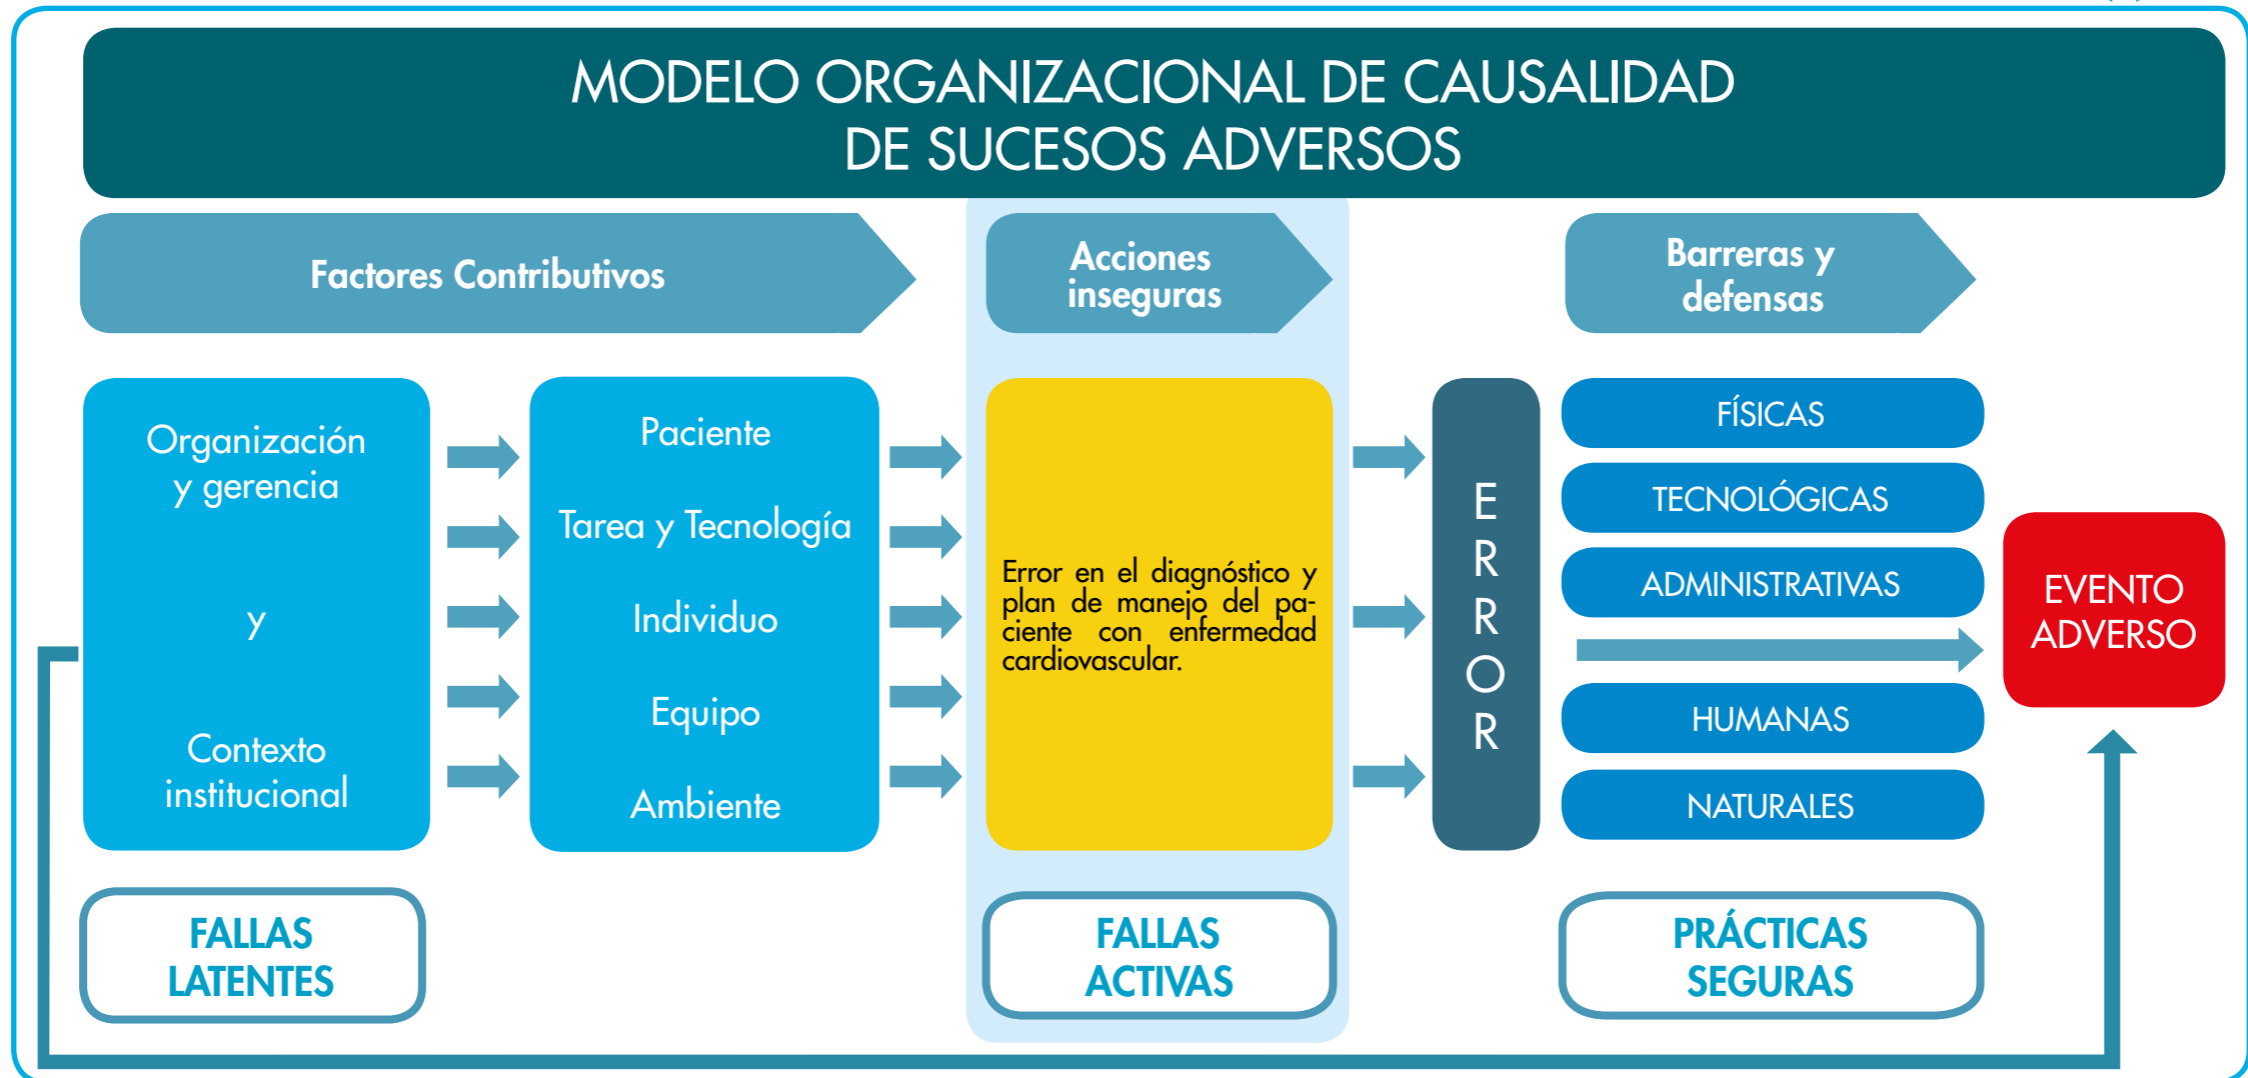 MODELO ORGANIZACIONAL DE CAUSALIDAD
DE SUCESOS ADVERSOS
Factores Contributivos
Acciones
inseguras
Barreras y
defensas
Organización
y gerencia
y
Contexto
institucional
Paciente
Tarea y Tecnología
Individuo
Equipo
Ambiente
Error en el diagnóstico y
plan de manejo del pa-
ciente con enfermedad
cardiovascular.
E
R
R
O
R
FÍSICAS
TECNOLÓGICAS
ADMINISTRATIVAS
HUMANAS
NATURALES
EVENTO
ADVERSO
FALLAS
LATENTES
FALLAS
ACTIVAS
PRÁCTICAS
SEGURAS